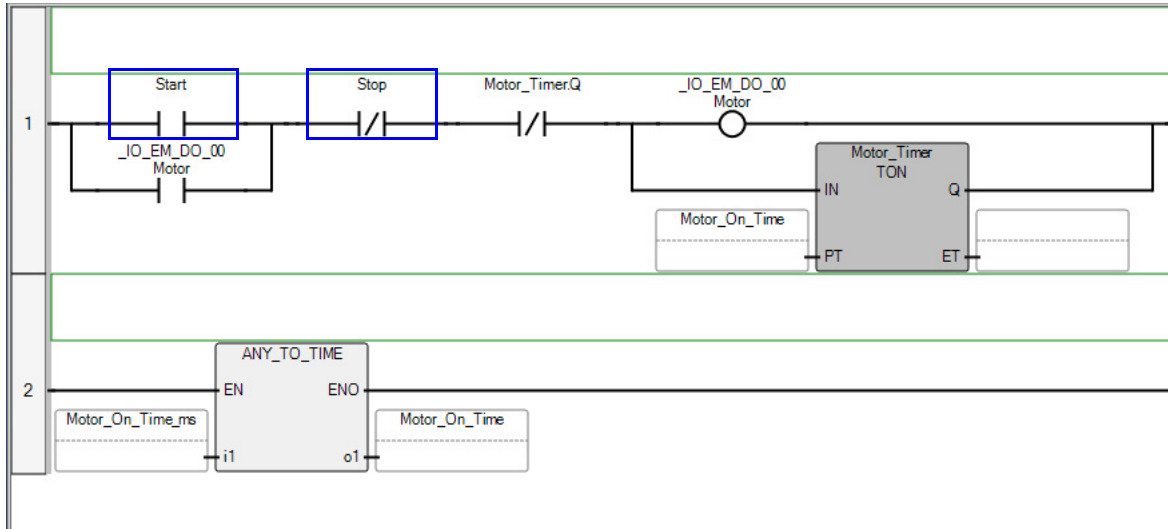 Start
Stop
Motor_Timer.Q
_IO_EM_DO_00
Motor
1
_IO_EM_DO_00
Motor
Motor_Timer
TON
IN
Q
Motor_On_Time
PT
ET
2
ANY_TO_TIME
EN
ENO
Motor_On_Time_ms
Motor_On_Time
i1
o1